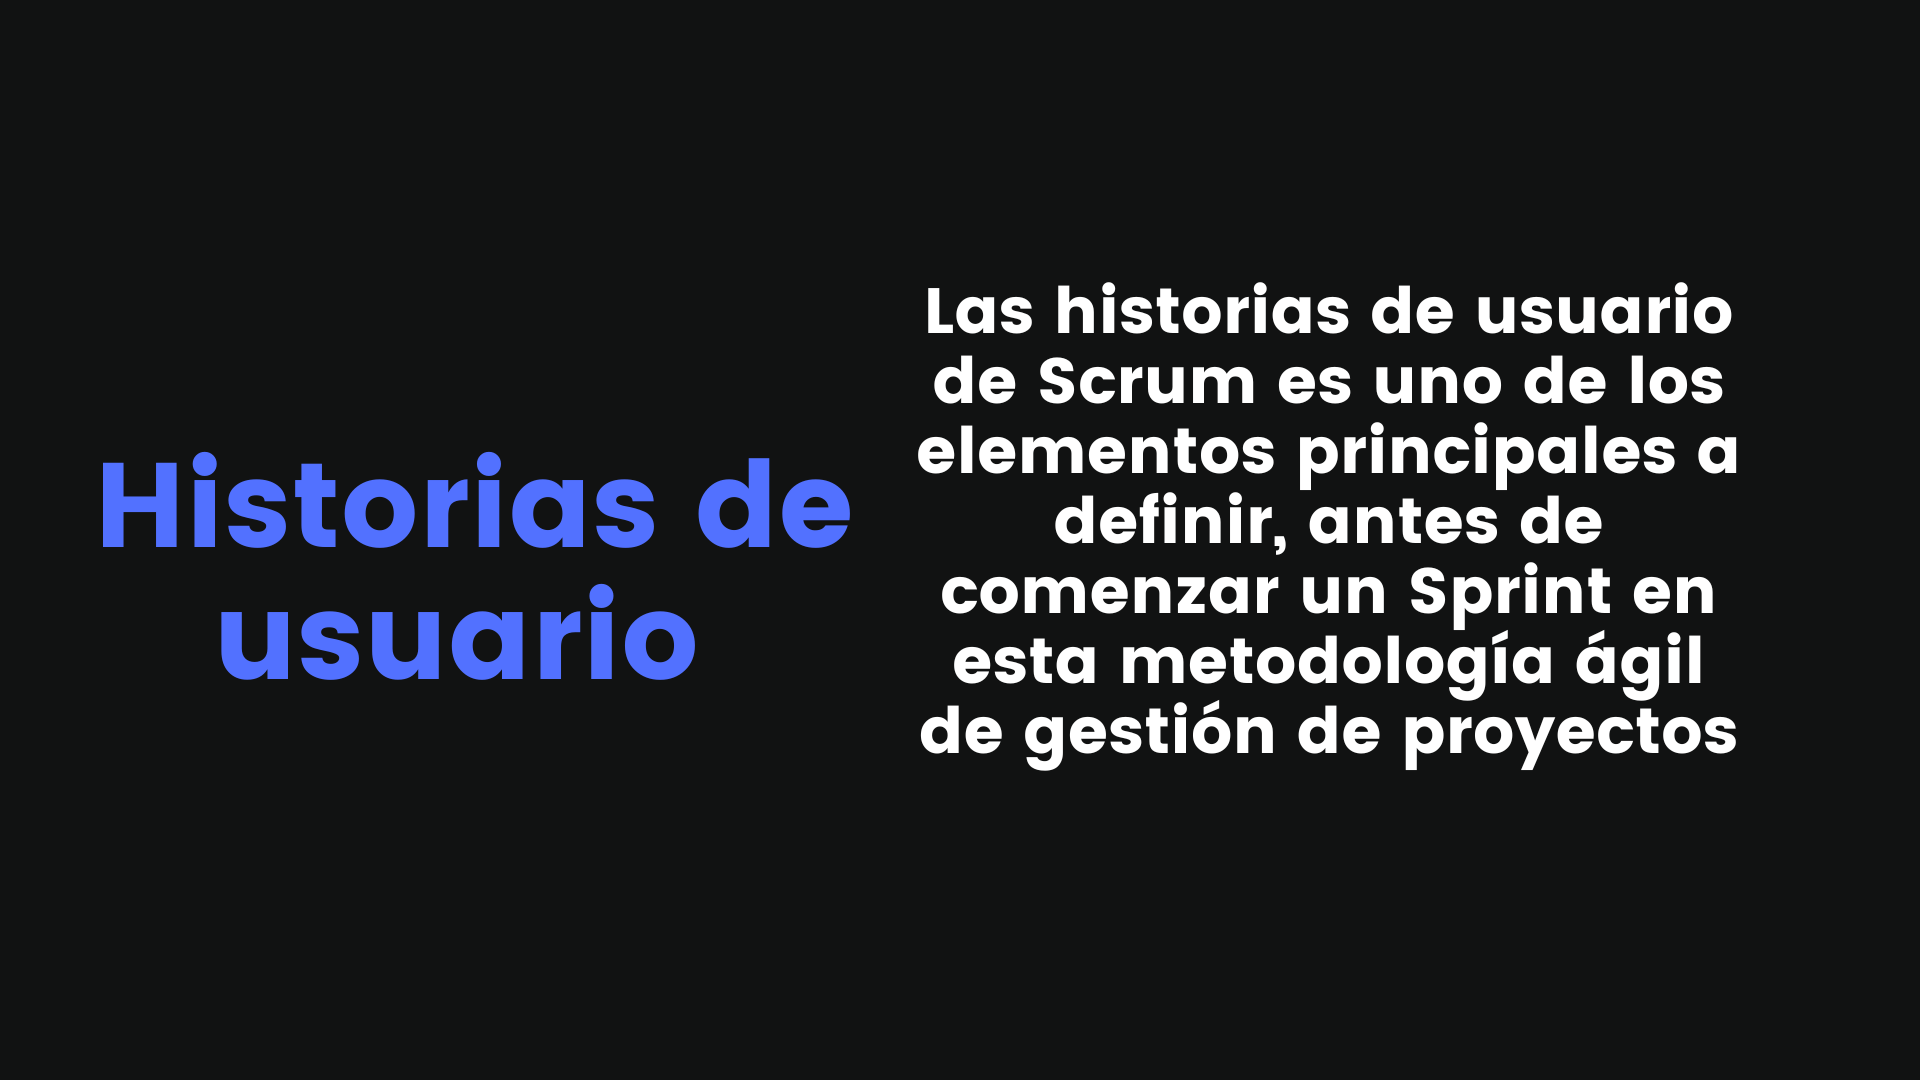 Historias de
usuario
Las historias de usuario
de Scrum es uno de los
elementos principales a
definir, antes de
comenzar un Sprint en
esta metodología ágil
de gestión de proyectos